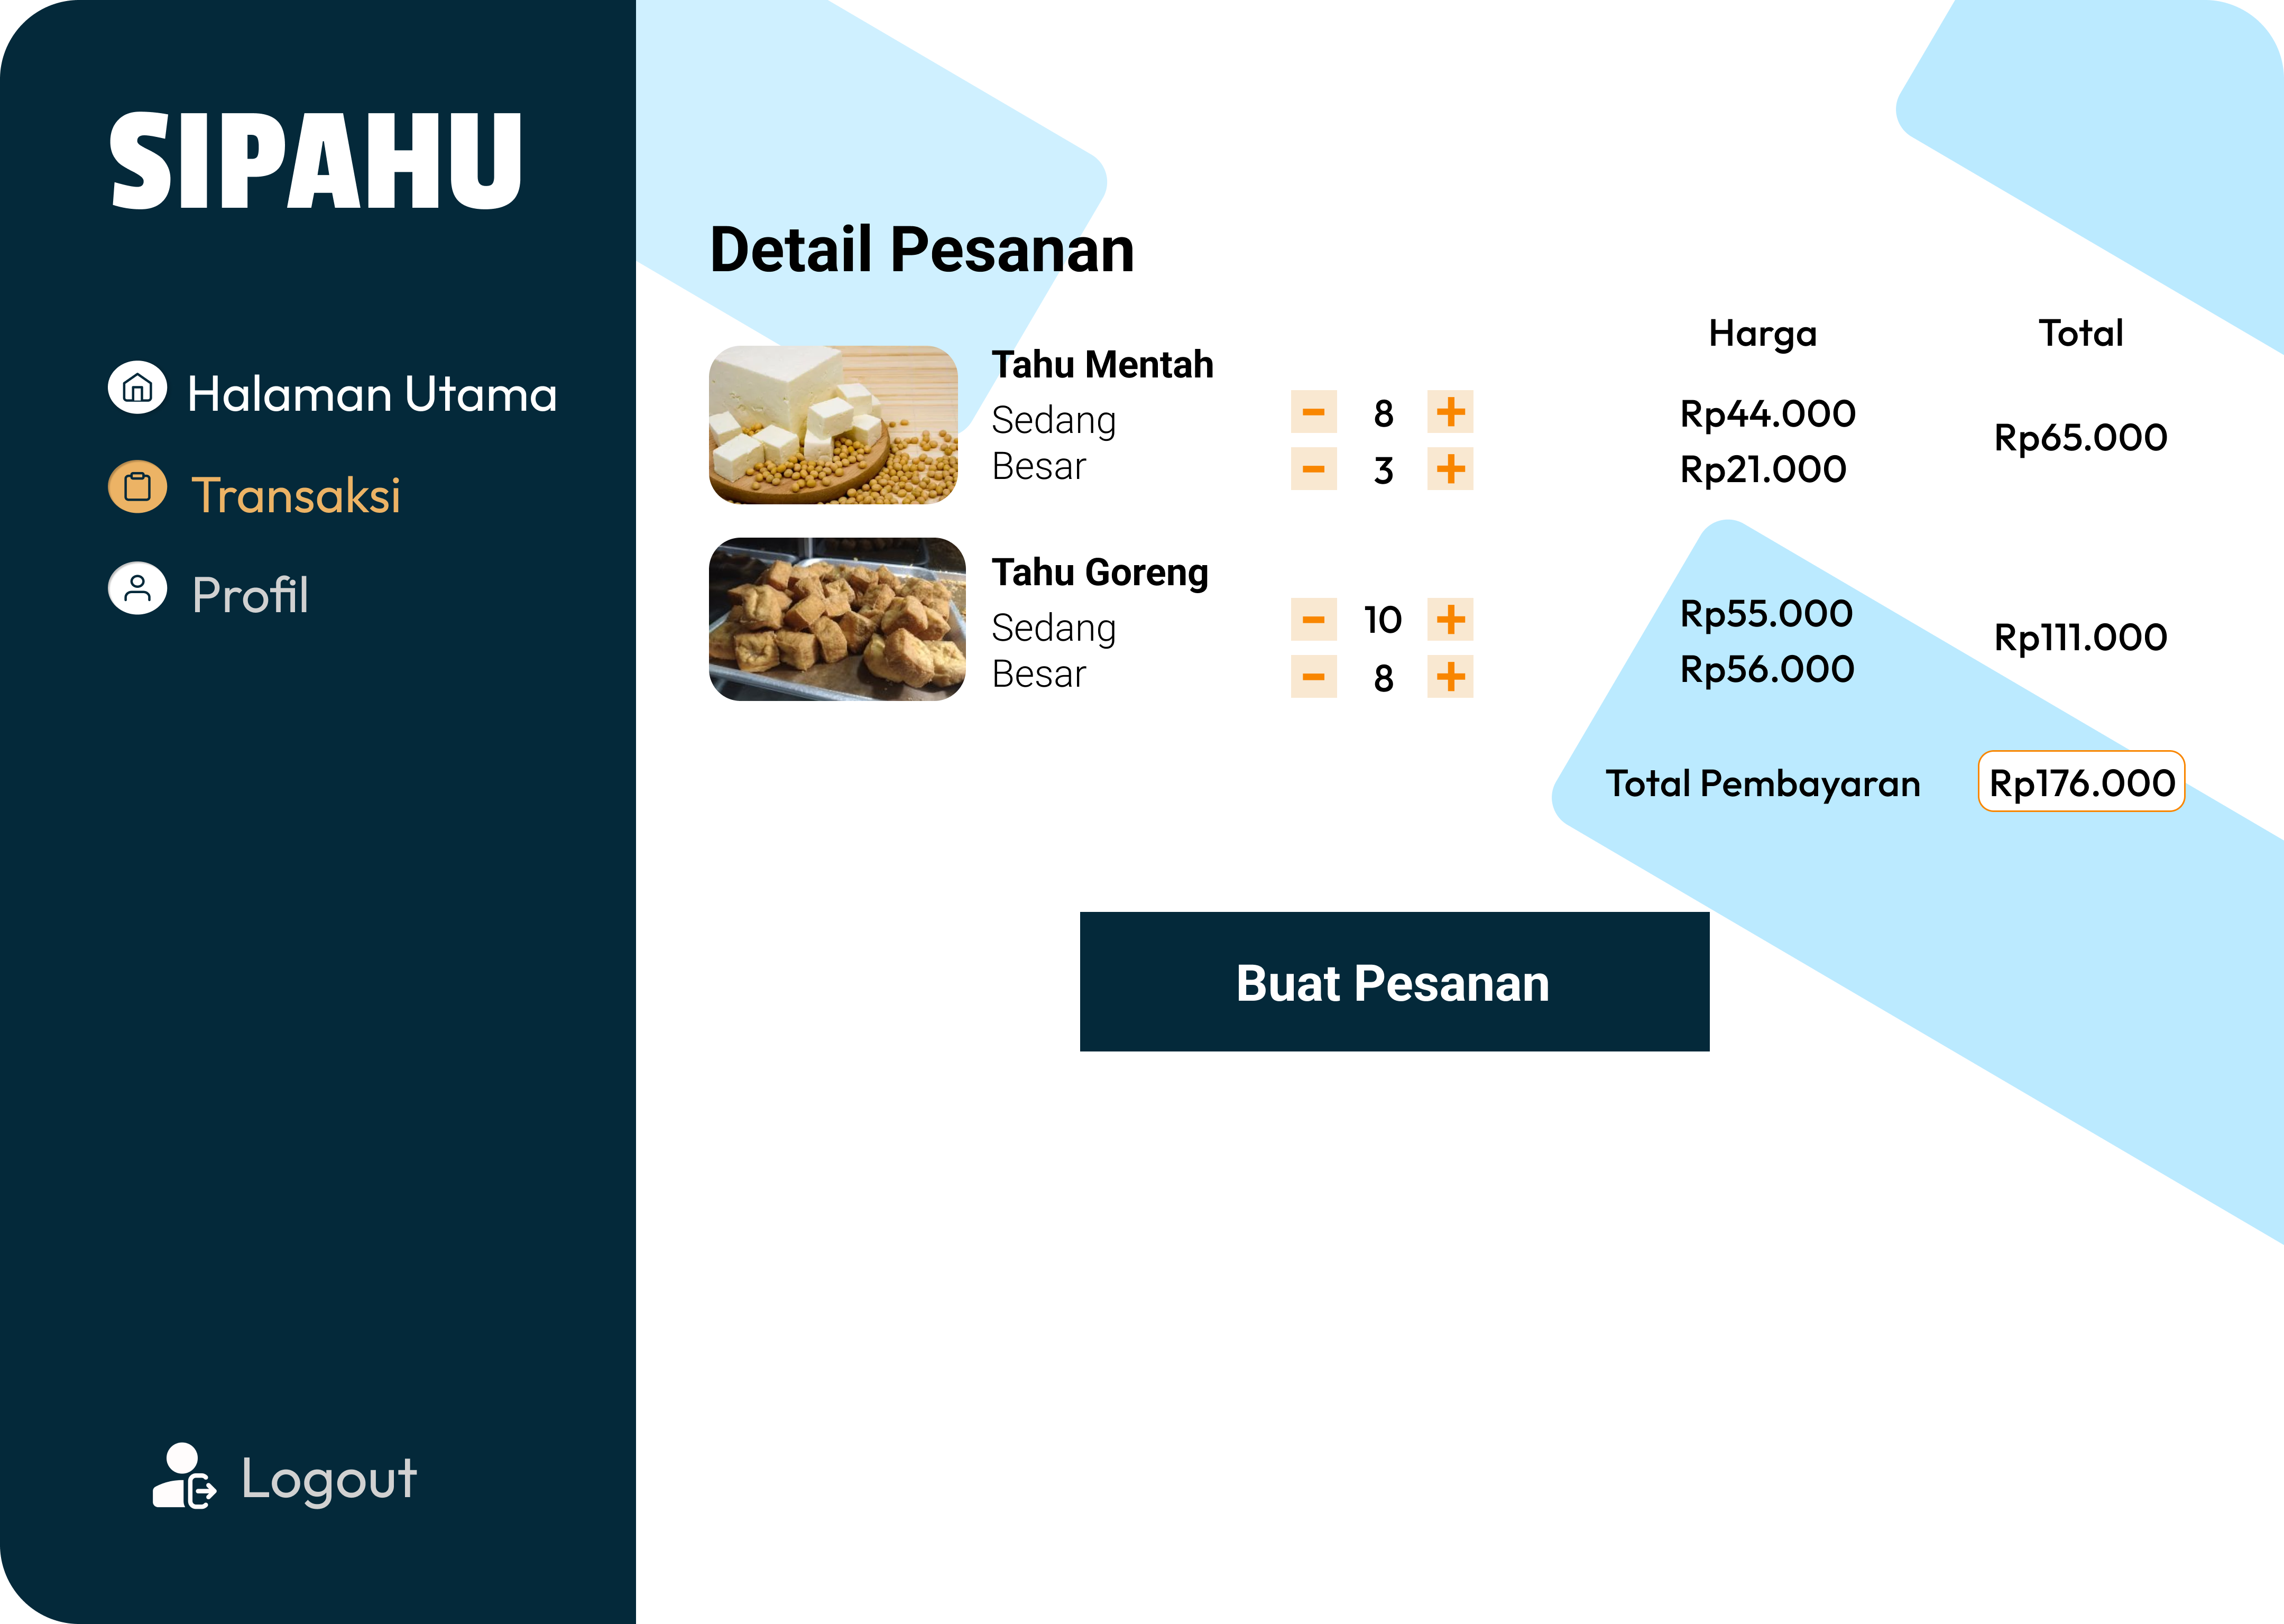 SIPAHU
Halaman Utama
Transaksi
Profil
Logout
Detail Pesanan
Harga Total
Tahu Mentah
Sedang - 8 + Rp44.000
Rp65.000
Besar - 3 + Rp21.000
Tahu Goreng
Sedang - 10 + Rp55.000
Rp111.000
Besar - 8 + Rp56.000
Total Pembayaran Rp176.000
Buat Pesanan